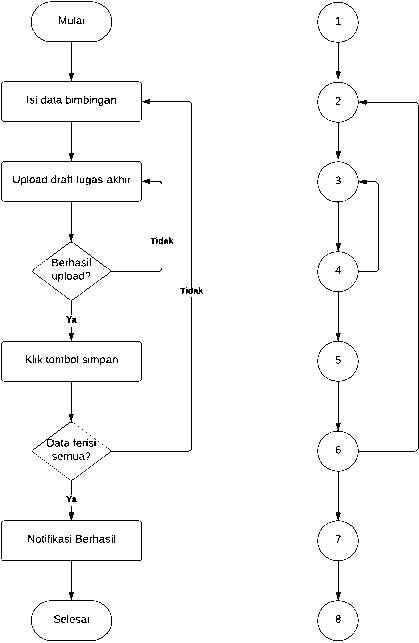 Mulai
1
Isi data bimbingan
2
Upload draft tugas akhir
3
Tidak
Berhasil
upload?
4
Tidak
Ya
Klik tombol simpan
5
Data terisi
semua?
6
Ya
Notifikasi Berhasil
7
Selesai
8